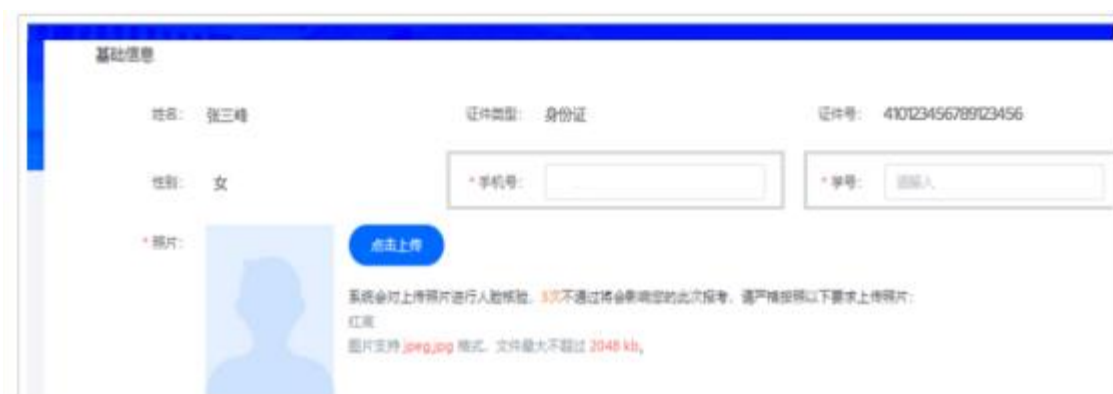 基础信息
姓名: 张三峰 证件类型: 身份证 证件号: 410123456789123456
性别: 女 *手机号: *学号: 请输入
*照片: 点击上传
系统会对上传照片进行人脸核验，3次不通过将会影响您的此次报考，请严格按照以下要求上传照片:
红底
图片支持 jpeg,jpg 格式，文件最大不超过 2048 kb。